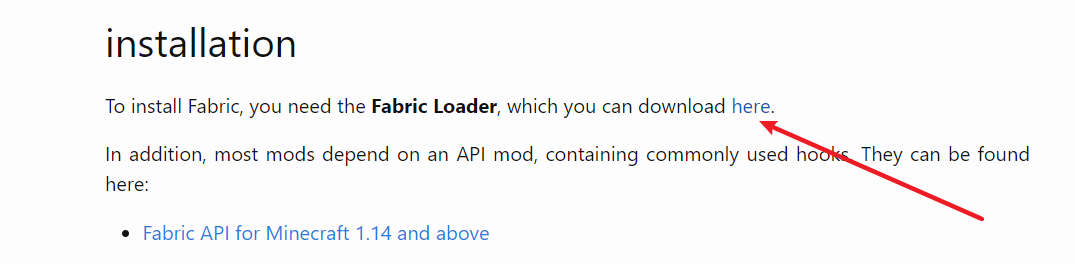 installation
To install Fabric, you need the Fabric Loader, which you can download here.
In addition, most mods depend on an API mod, containing commonly used hooks. They can be found
here:
Fabric API for Minecraft 1.14 and above